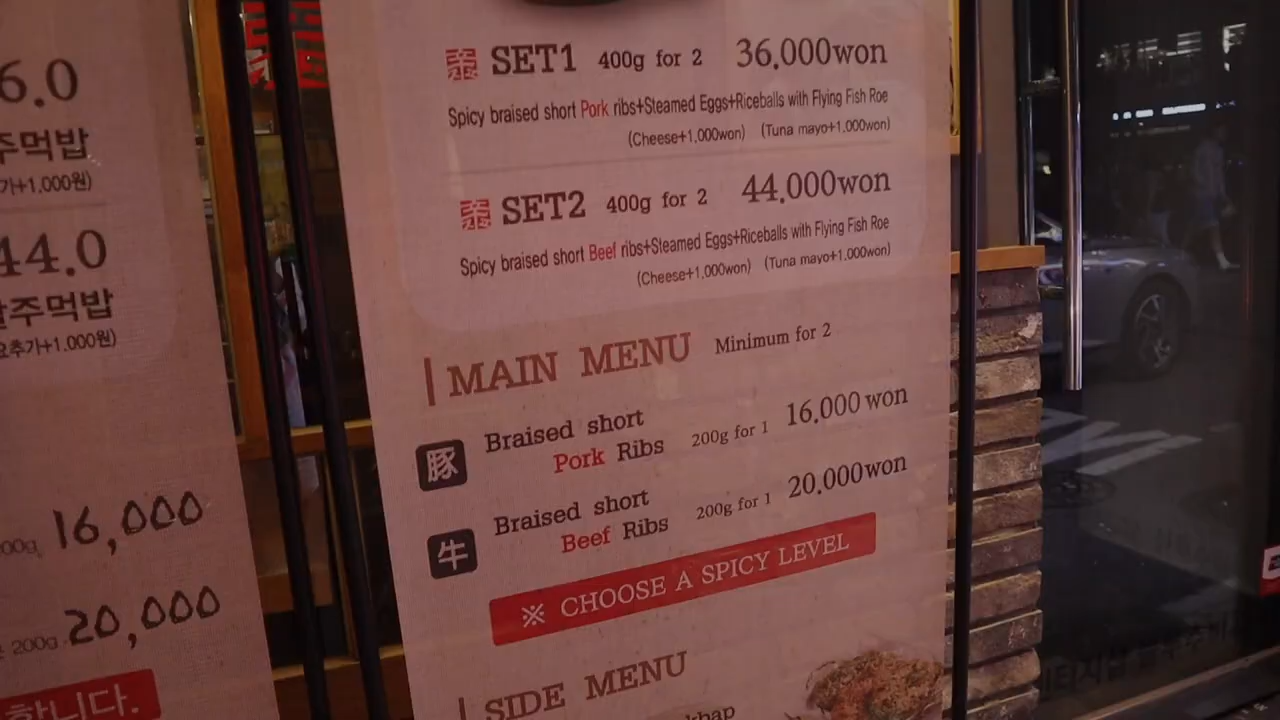 6.0
주먹밥
가+1,000원)
44.0
주먹밥
추가+1,000원)
16,000
200g 20,000
합니다.
SET1 400g for 2 36,000won
Spicy braised short Pork ribs+Steamed Eggs+Riceballs with Flying Fish Roe
(Cheese+1,000won) (Tuna mayo+1,000won)
SET2 400g for 2 44,000won
Spicy braised short Beef ribs+Steamed Eggs+Riceballs with Flying Fish Roe
(Cheese+1,000won) (Tuna mayo+1,000won)
MAIN MENU Minimum for 2
豚 Braised short
Pork Ribs 200g for 1 16,000 won
牛 Braised short
Beef Ribs 200g for 1 20,000won
※ CHOOSE A SPICY LEVEL
SIDE MENU